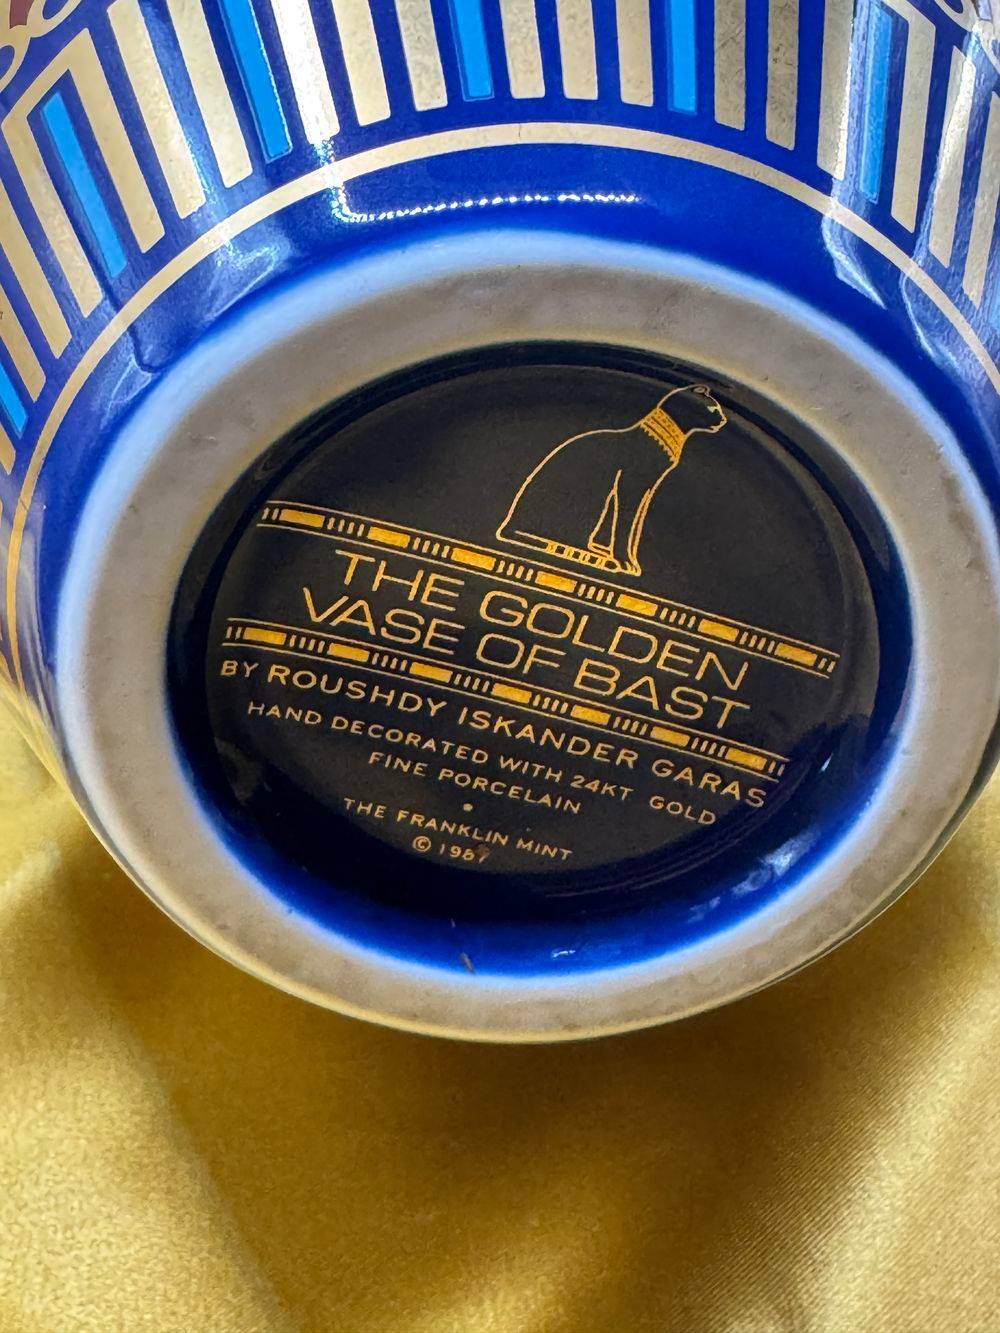 THE GOLDEN
VASE OF BAST
BY ROUSHDY ISKANDER GARAS
HAND DECORATED WITH 24KT GOLD
FINE PORCELAIN
THE FRANKLIN MINT
© 1987